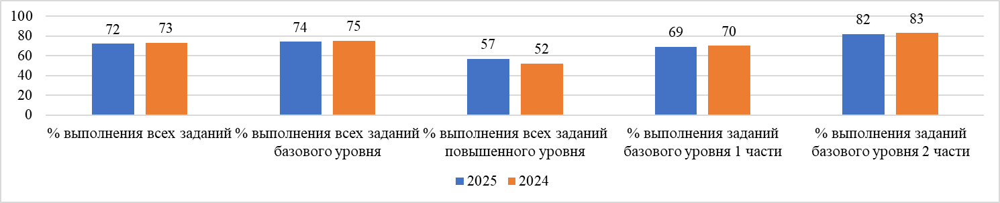 100
80
60
40
20
0
72 73 74 75 57 52 69 70 82 83
% выполнения всех заданий
% выполнения всех заданий
базового уровня
% выполнения всех заданий
повышенного уровня
% выполнения заданий
базового уровня 1 части
% выполнения заданий
базового уровня 2 части
2025 2024